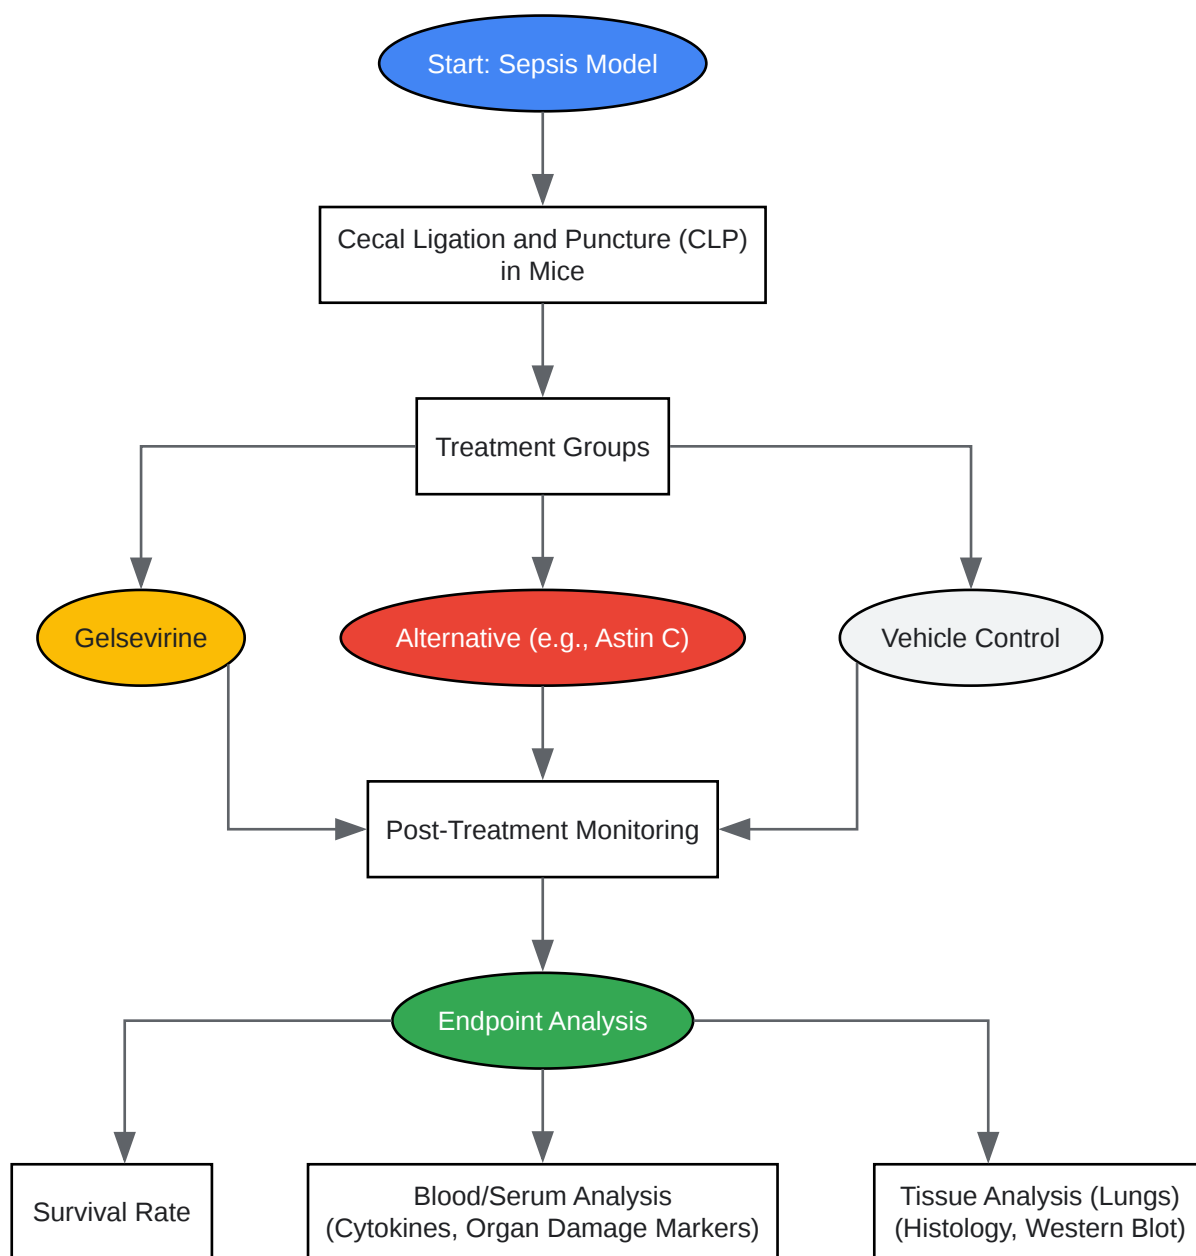 Start: Sepsis Model
Cecal Ligation and Puncture (CLP)
in Mice
Treatment Groups
Gelsevirine
Alternative (e.g., Astin C)
Vehicle Control
Post-Treatment Monitoring
Endpoint Analysis
Survival Rate
Blood/Serum Analysis
(Cytokines, Organ Damage Markers)
Tissue Analysis (Lungs)
(Histology, Western Blot)